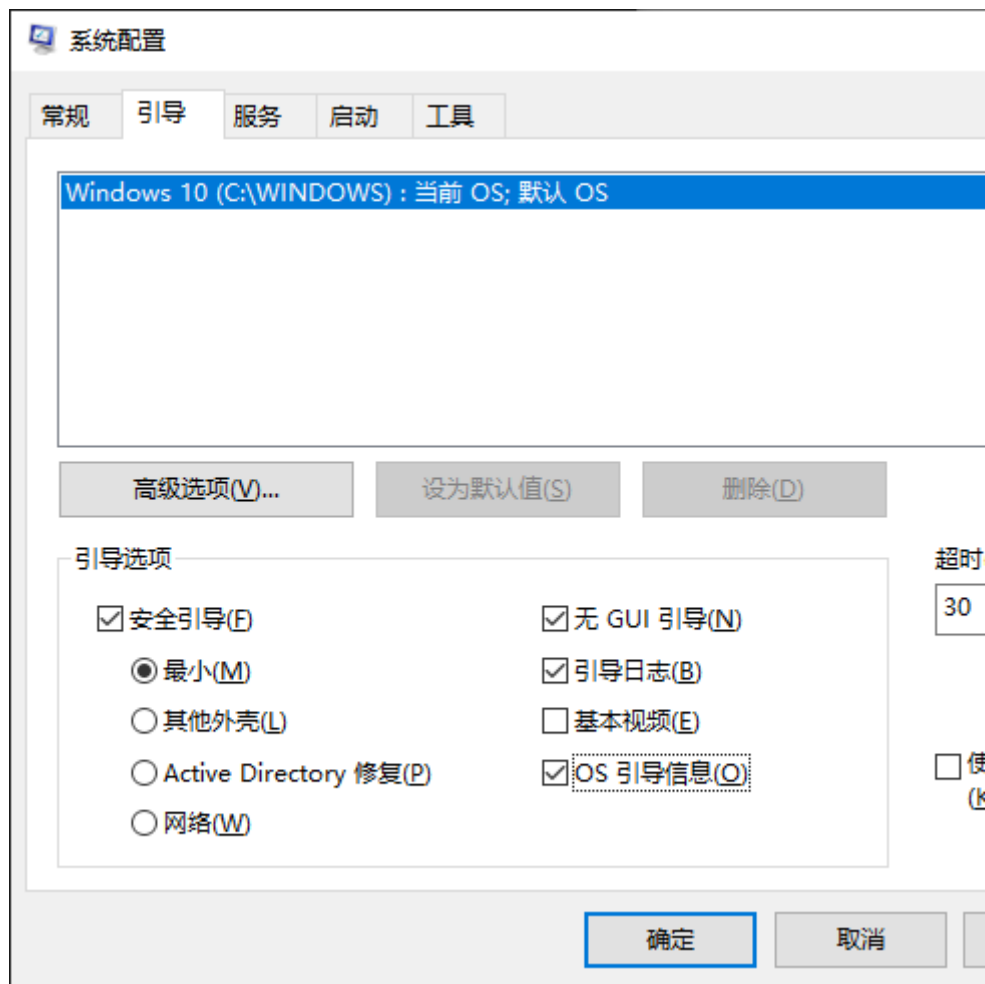 系统配置
常规 引导 服务 启动 工具
Windows 10 (C:\WINDOWS) : 当前 OS; 默认 OS
高级选项(V)... 设为默认值(S) 删除(D)
引导选项 超时
安全引导(F) 无 GUI 引导(N) 30
最小(M) 引导日志(B)
其他外壳(L) 基本视频(E)
Active Directory 修复(P) OS 引导信息(O) 使
网络(W) (K
确定 取消